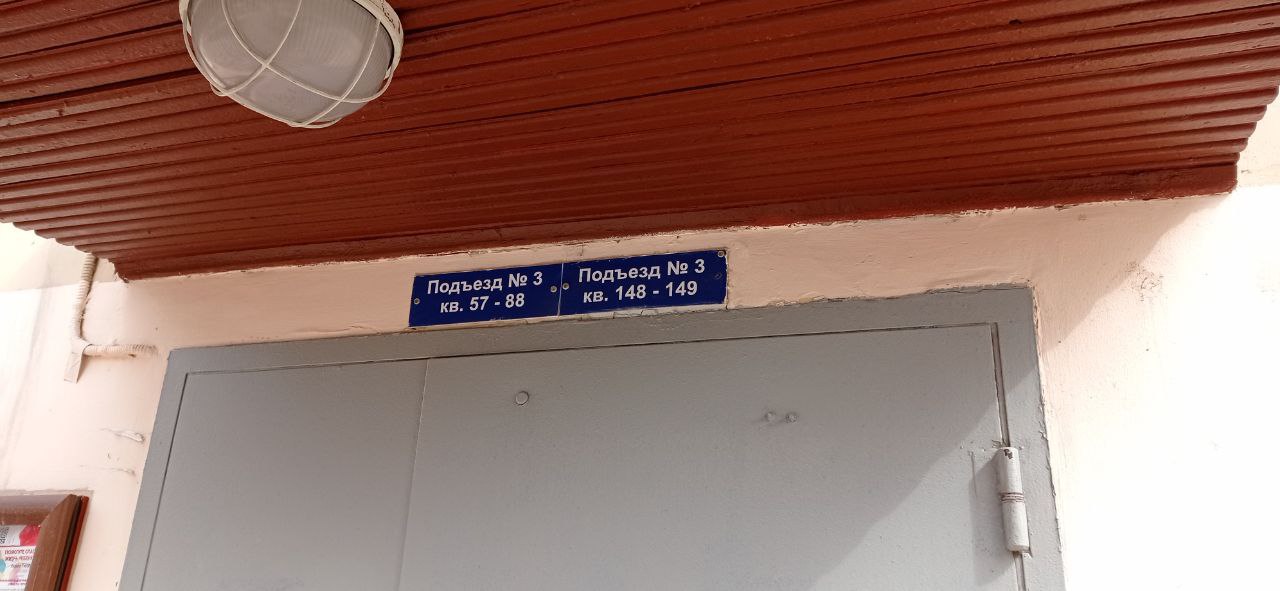 Подъезд № 3
кв. 57 - 88
Подъезд № 3
кв. 148 - 149